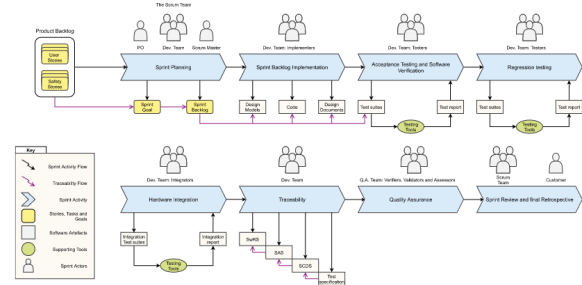 The Scrum Team
Product Backlog
User
Stories
Safety
Stories
PO
Dev. Team
Scrum Master
Dev. Team: Implementers
Dev. Team: Testers
Dev. Team: Testers
Sprint Planning
Sprint Backlog Implementation
Acceptance Testing and Software
Verification
Regression testing
Sprint
Goal
Sprint
Backlog
Design
Models
Code
Design
Documents
Test suites
Test report
Testing
Tools
Test suites
Test report
Testing
Tools
Key
Sprint Activity Flow
Traceability Flow
Sprint Activity
Stories, Tasks and
Goals
Software Artefacts
Supporting Tools
Sprint Actors
Dev. Team: Integrators
Dev. Team
Q.A. Team: Verifiers, Validators and Assessors
Scrum
Team
Customer
Hardware Integration
Traceability
Quality Assurance
Sprint Review and final Retrospective
Integration
Test suites
Integration
report
Testing
Tools
SwRS
SAS
SCDS
Test
specification